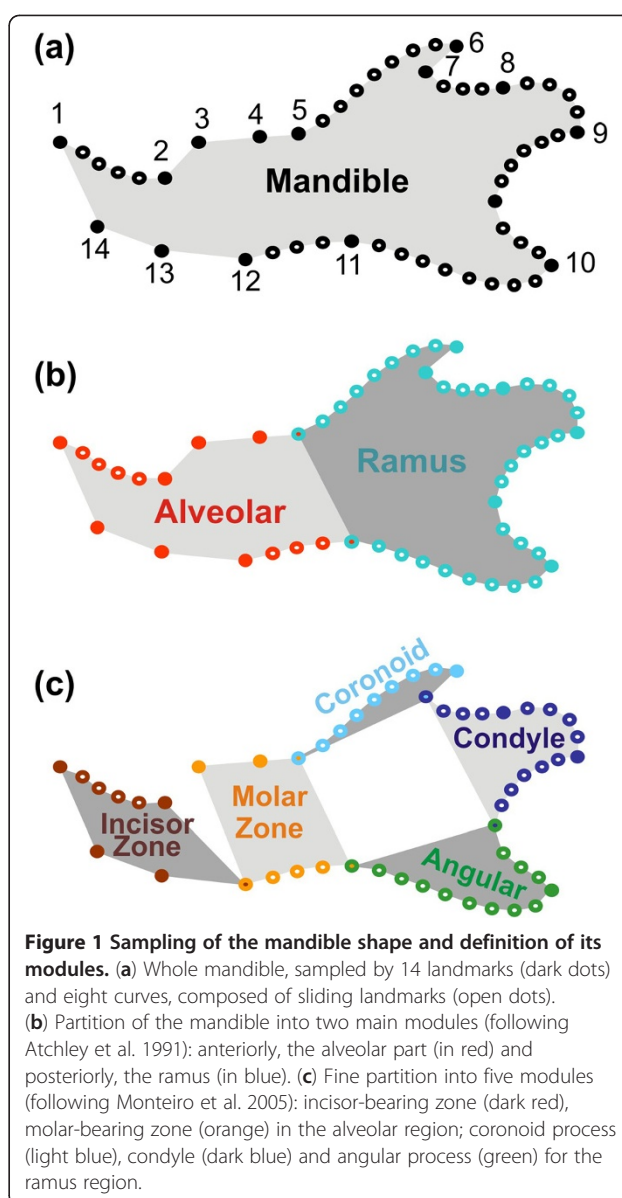 (a)
6
7
8
1
2
3
4
5
9
Mandible
14
13
12
11
10
(b)
Ramus
Alveolar
(c)
Coronoid
Condyle
Molar
Zone
Incisor
Zone
Angular
Figure 1 Sampling of the mandible shape and definition of its
modules. (a) Whole mandible, sampled by 14 landmarks (dark dots)
and eight curves, composed of sliding landmarks (open dots).
(b) Partition of the mandible into two main modules (following
Atchley et al. 1991): anteriorly, the alveolar part (in red) and
posteriorly, the ramus (in blue). (c) Fine partition into five modules
(following Monteiro et al. 2005): incisor-bearing zone (dark red),
molar-bearing zone (orange) in the alveolar region; coronoid process
(light blue), condyle (dark blue) and angular process (green) for the
ramus region.